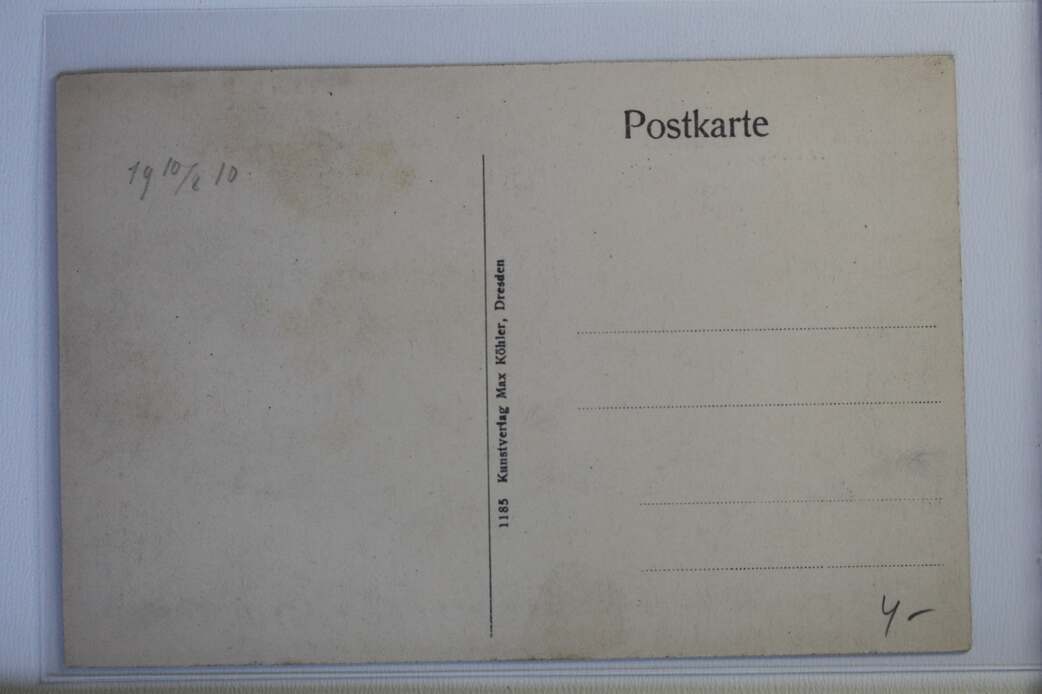 Postkarte
19 10/2 10
1185 Kunstverlag Max Köhler, Dresden
4-